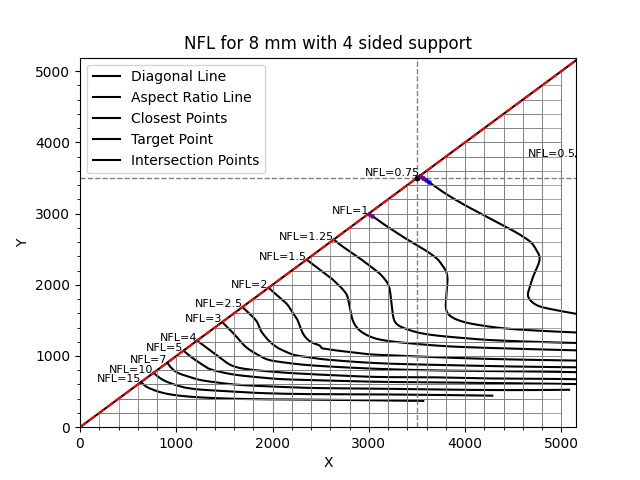 NFL for 8 mm with 4 sided support
Diagonal Line
Aspect Ratio Line
Closest Points
Target Point
Intersection Points
5000
4000
3000
2000
1000
0
Y
NFL=0.5
NFL=0.75
NFL=1
NFL=1.25
NFL=1.5
NFL=2
NFL=2.5
NFL=3
NFL=4
NFL=5
NFL=7
NFL=10
NFL=15
0 1000 2000 3000 4000 5000
X